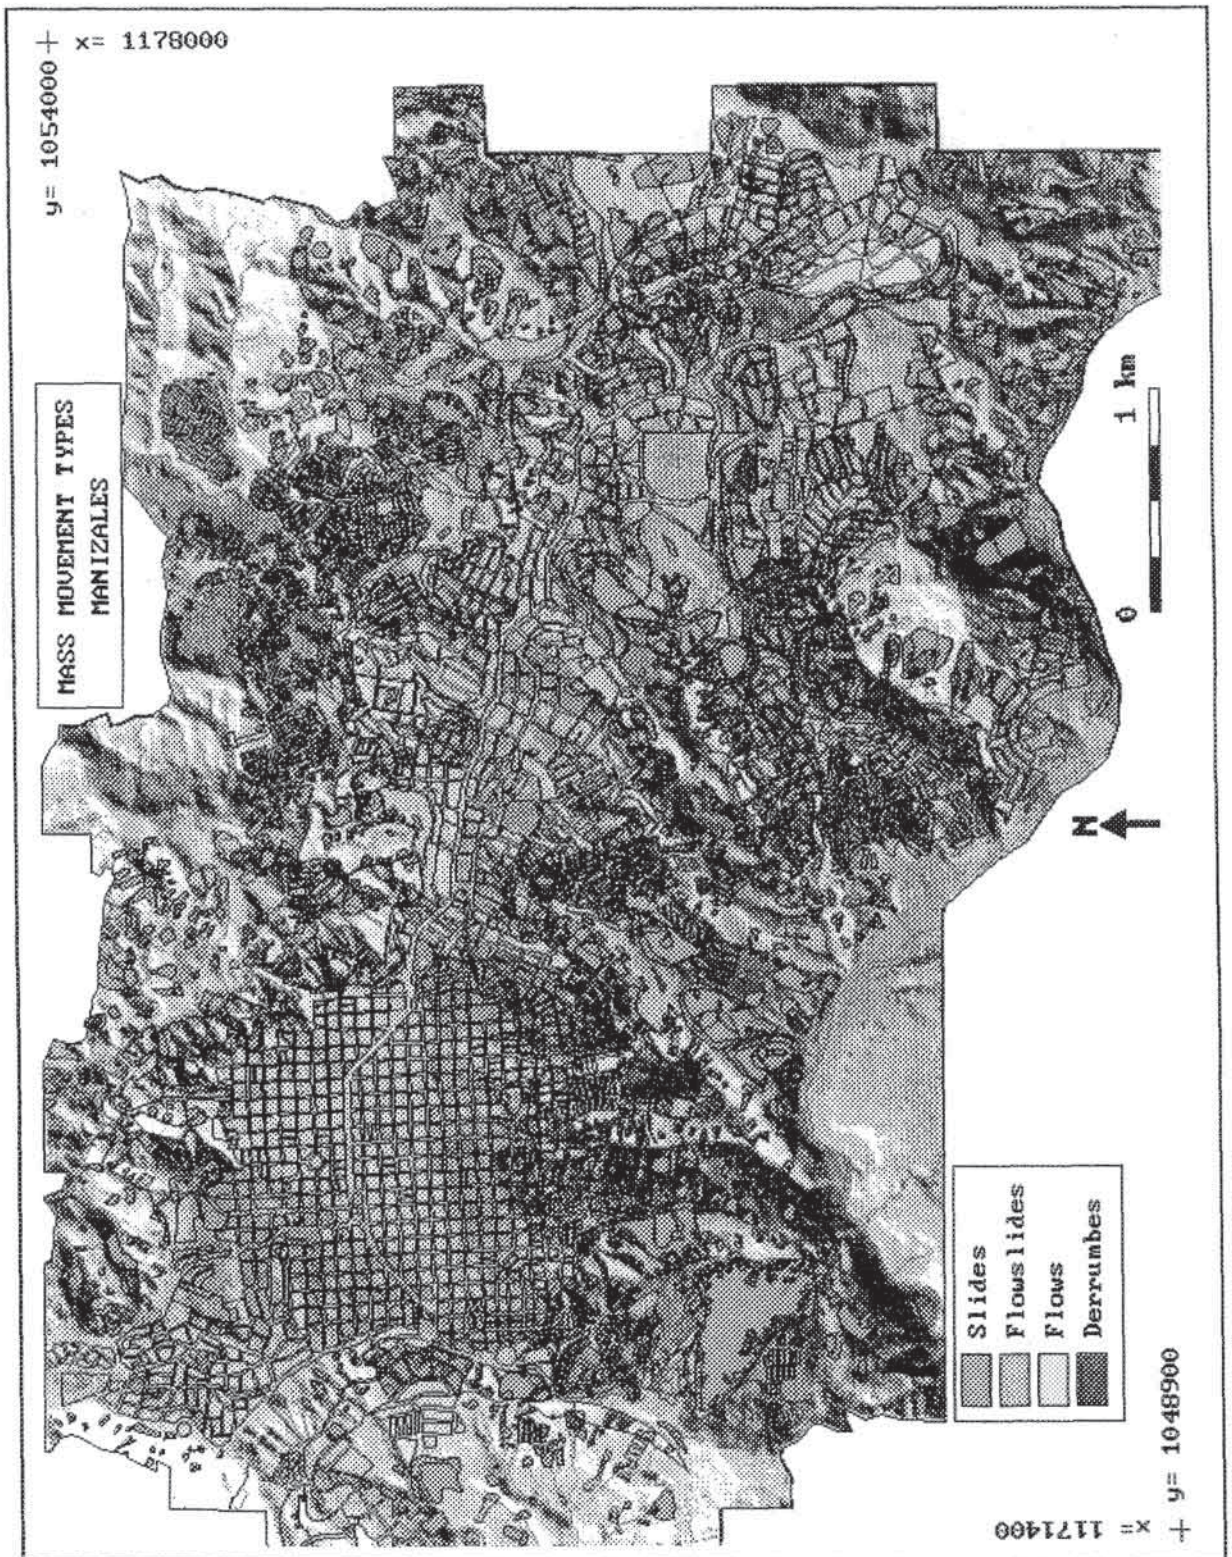 x= 1178000
y= 1054000
MASS MOVEMENT TYPES
MANIZALES
0 1 km
N
Slides
Flowslides
Flows
Derrumbes
x= 1171400
y= 1048900